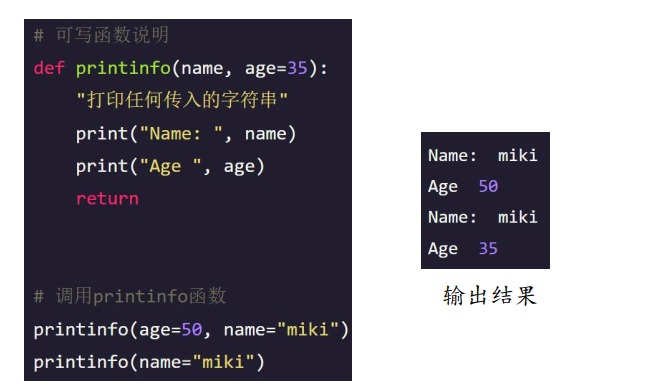 # 可写函数说明
def printinfo(name, age=35):
    "打印任何传入的字符串"
    print("Name: ", name)
    print("Age ", age)
    return
# 调用printinfo函数
printinfo(age=50, name="miki")
printinfo(name="miki")
Name:  miki
Age  50
Name:  miki
Age  35
输出结果